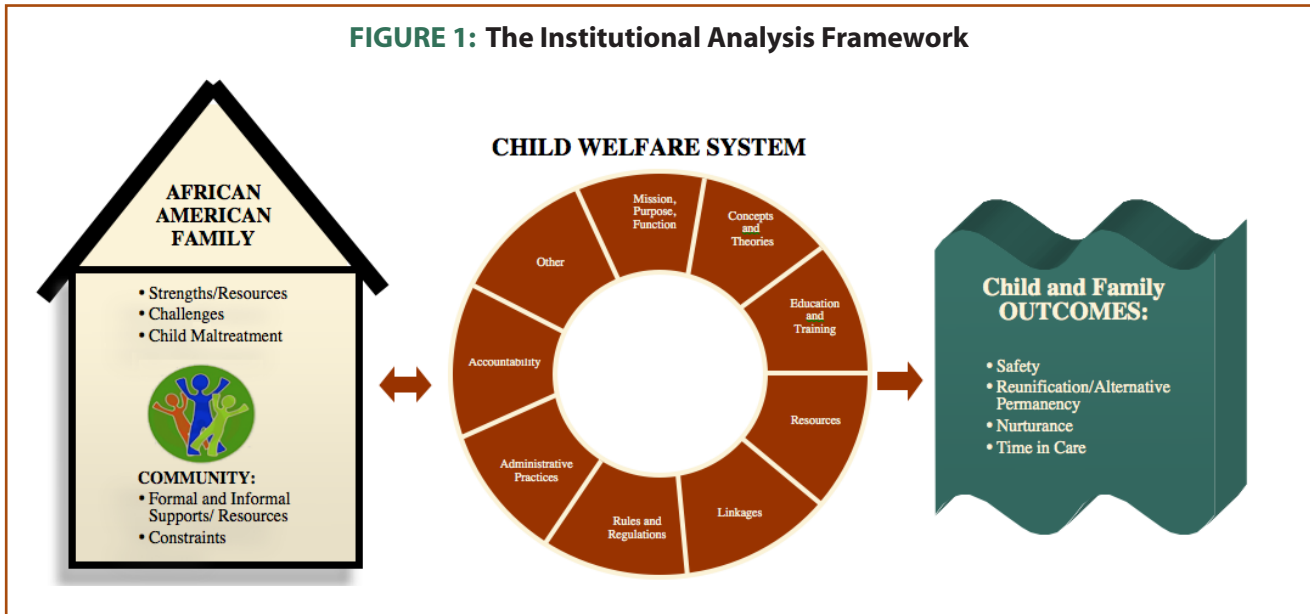 FIGURE 1: The Institutional Analysis Framework
AFRICAN
AMERICAN
FAMILY
• Strengths/Resources
• Challenges
• Child Maltreatment
COMMUNITY:
• Formal and Informal
Supports/ Resources
• Constraints
CHILD WELFARE SYSTEM
Mission,
Purpose,
Function
Concepts
and
Theories
Education
and
Training
Resources
Linkages
Rules and
Regulations
Administrative
Practices
Accountability
Other
Child and Family
OUTCOMES:
• Safety
• Reunification/Alternative
Permanency
• Nurturance
• Time in Care